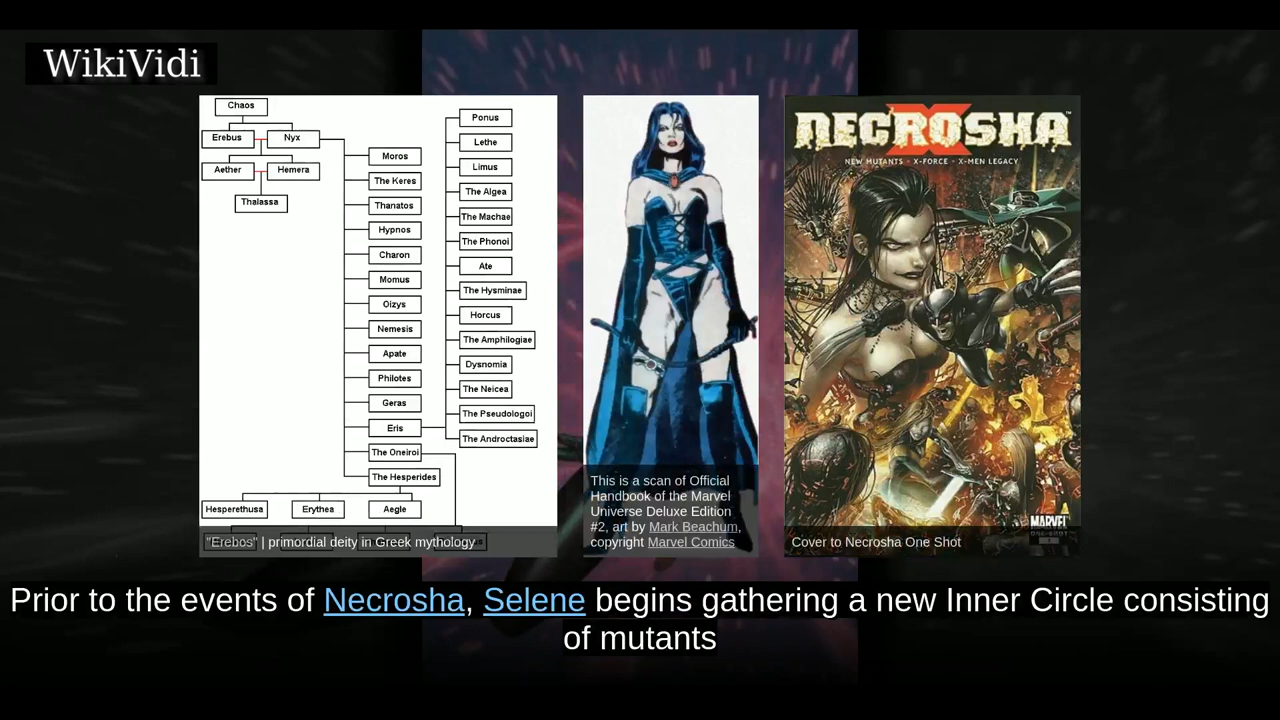 WikiVidi
Chaos
Erebus
Nyx
Aether
Hemera
Thalassa
Moros
The Keres
Thanatos
Hypnos
Charon
Momus
Oizys
Nemesis
Apate
Philotes
Geras
Eris
The Oneiroi
The Hesperides
Ponus
Lethe
Limus
The Algea
The Machae
The Phonoi
Ate
The Hysminae
Horcus
The Amphilogiae
Dysnomia
The Neicea
The Pseudologoi
The Androctasiae
Hesperethusa
Erythea
Aegle
"Erebos" | primordial deity in Greek mythology
This is a scan of Official
Handbook of the Marvel
Universe Deluxe Edition
#2, art by Mark Beachum,
copyright Marvel Comics
X
NECROSHA
NEW MUTANTS • X-FORCE • X-MEN LEGACY
MARVEL
Cover to Necrosha One Shot
Prior to the events of Necrosha, Selene begins gathering a new Inner Circle consisting
of mutants